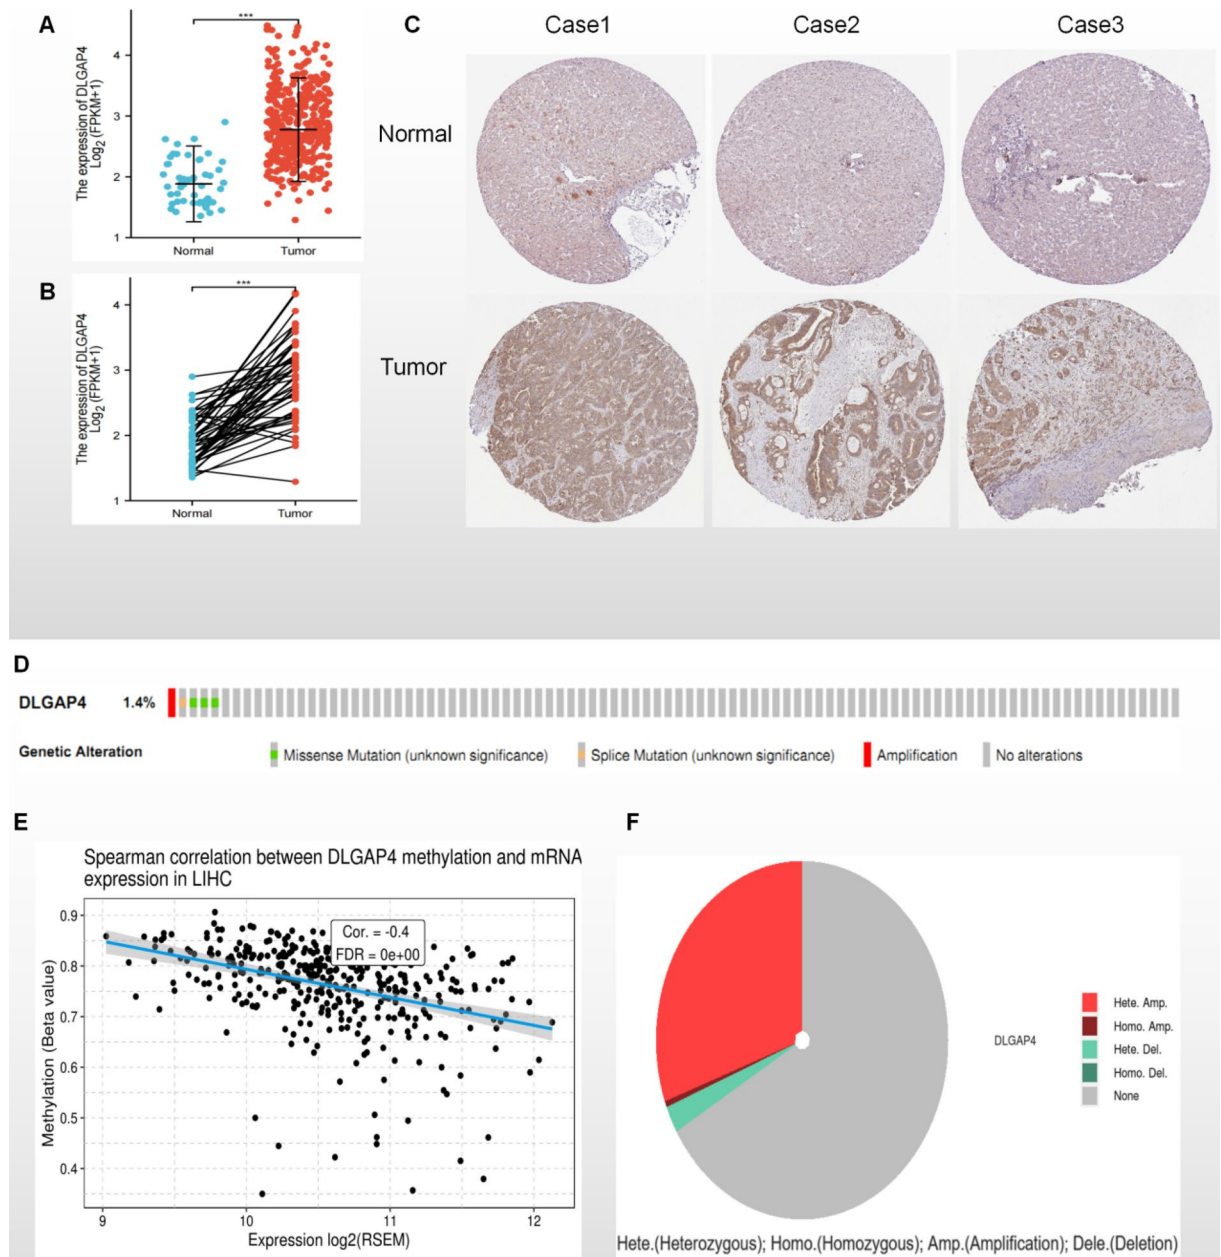 A
The expression of DLGAP4
Log2 (FPKM+1)
***
4
3
2
1
Normal
Tumor
B
The expression of DLGAP4
Log2 (FPKM+1)
***
4
3
2
1
Normal
Tumor
C
Case1
Case2
Case3
Normal
Tumor
D
DLGAP4 1.4%
Genetic Alteration
Missense Mutation (unknown significance)
Splice Mutation (unknown significance)
Amplification
No alterations
E
Spearman correlation between DLGAP4 methylation and mRNA
expression in LIHC
Methylation (Beta value)
0.9
0.8
0.7
0.6
0.5
0.4
Cor. = -0.4
FDR = 0e+00
9 10 11 12
Expression log2(RSEM)
F
DLGAP4
Hete. Amp.
Homo. Amp.
Hete. Del.
Homo. Del.
None
Hete.(Heterozygous); Homo.(Homozygous); Amp.(Amplification); Dele.(Deletion)